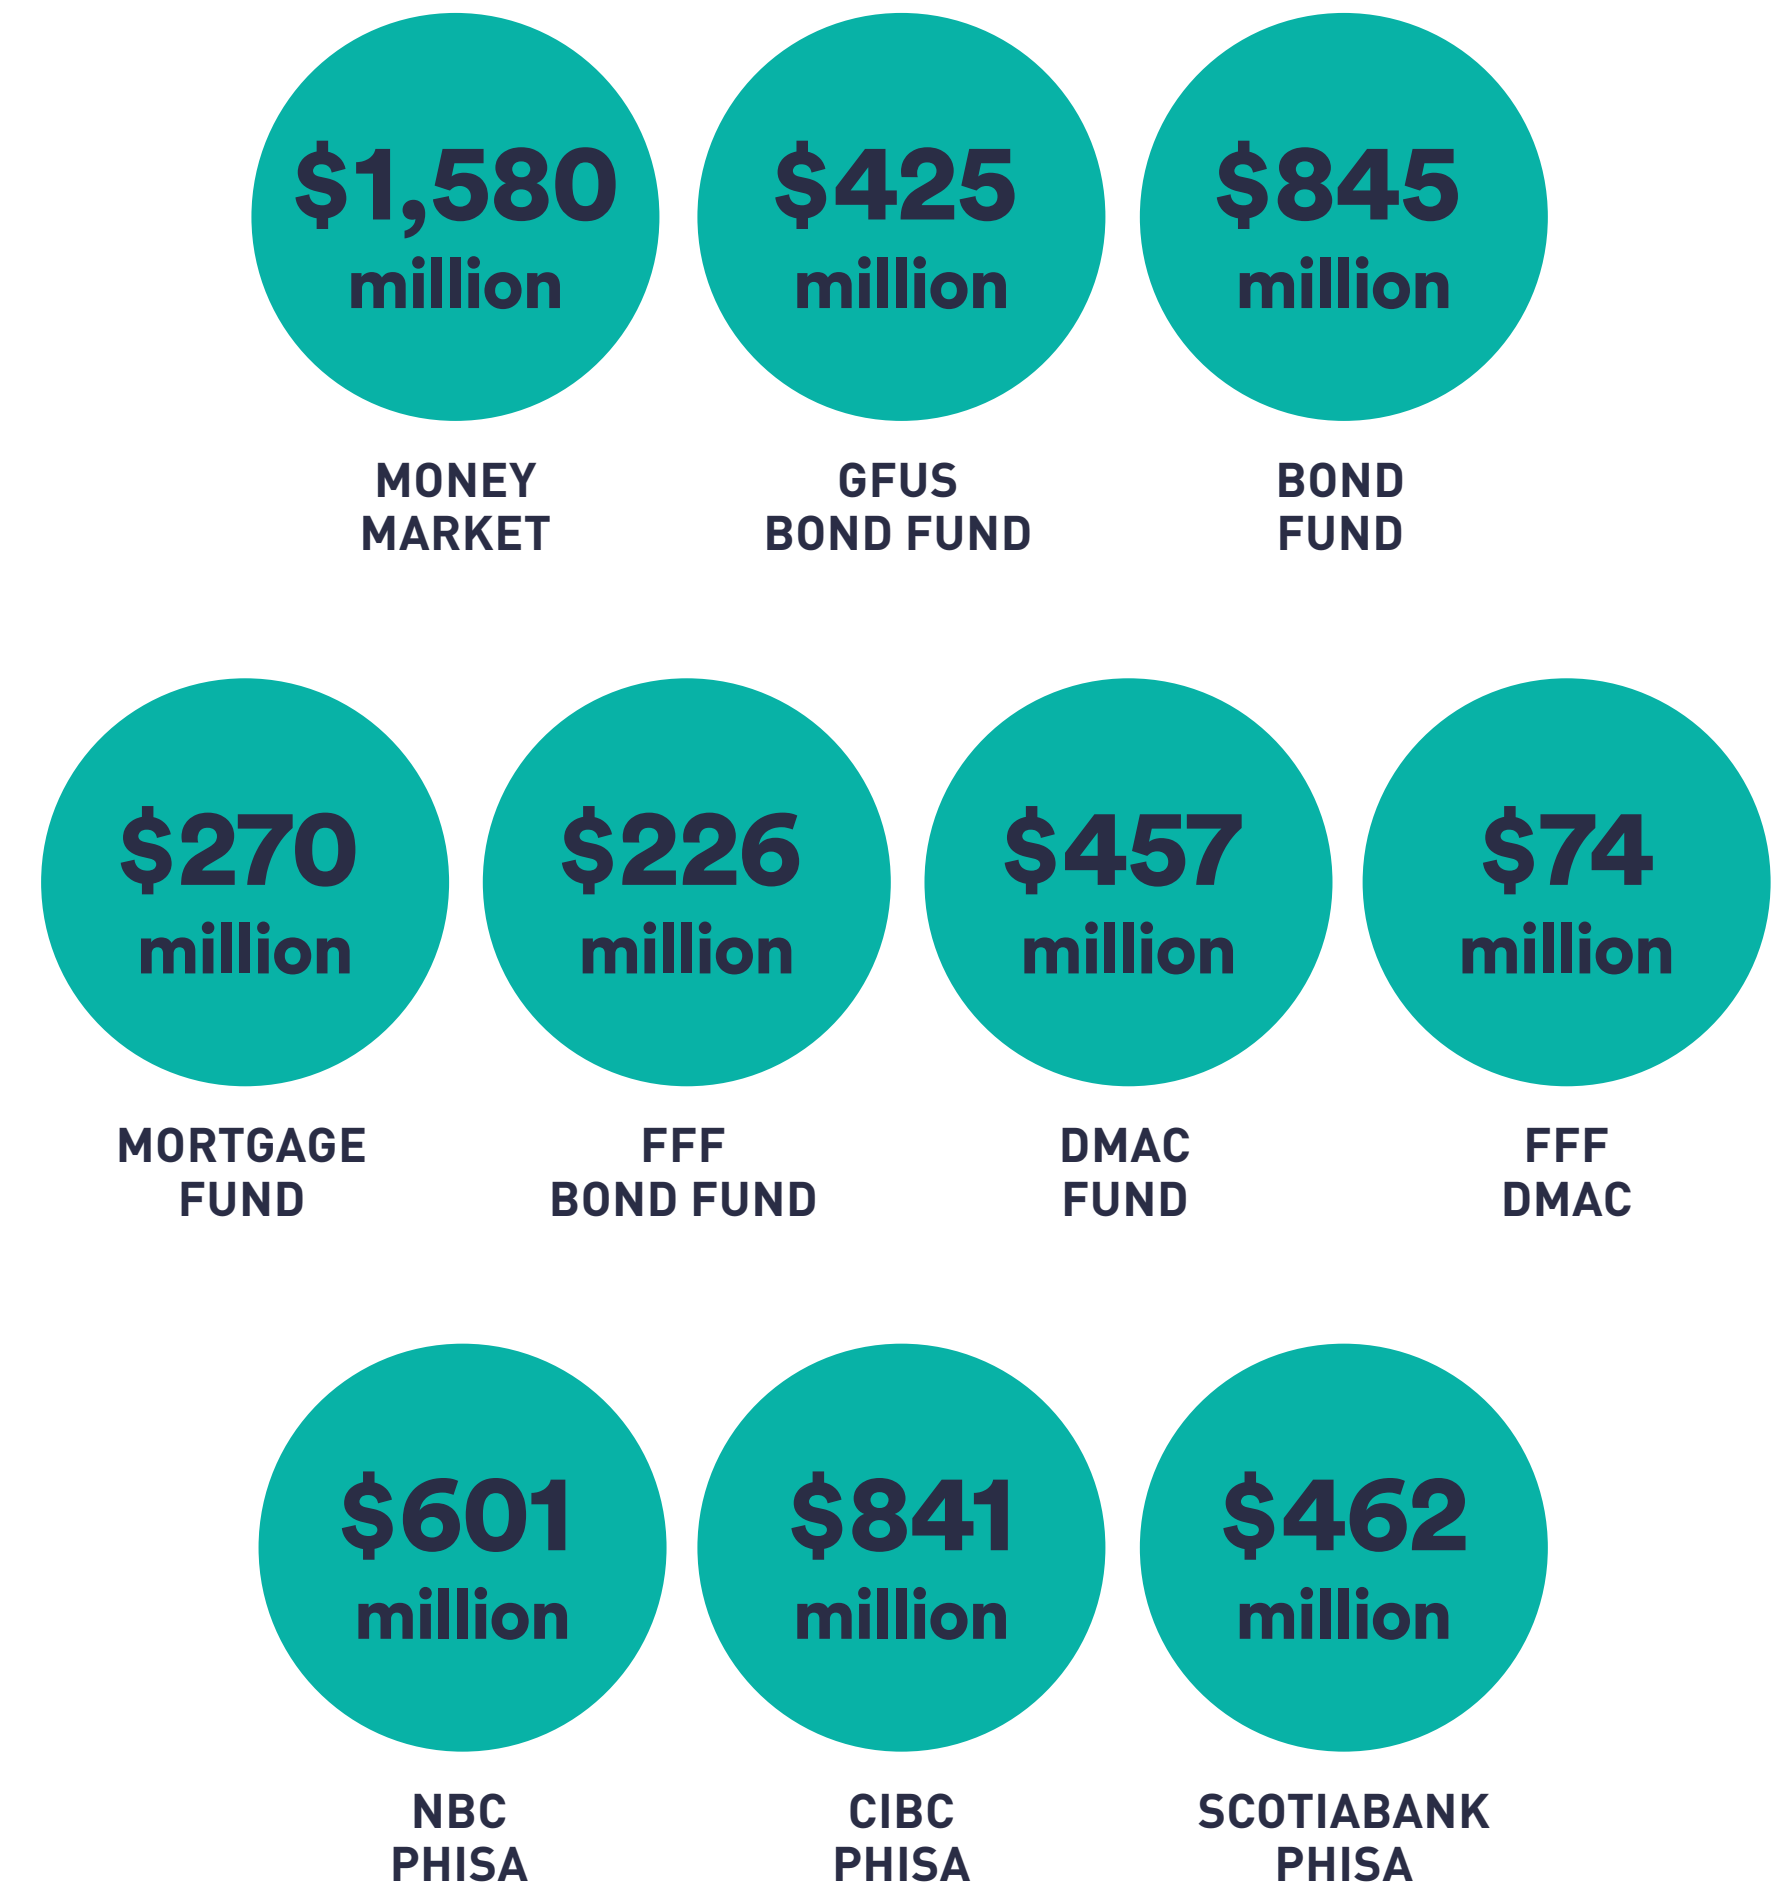 $1,580
million
MONEY
MARKET
$425
million
GFUS
BOND FUND
$845
million
BOND
FUND
$270
million
MORTGAGE
FUND
$226
million
FFF
BOND FUND
$457
million
DMAC
FUND
$74
million
FFF
DMAC
$601
million
NBC
PHISA
$841
million
CIBC
PHISA
$462
million
SCOTIABANK
PHISA